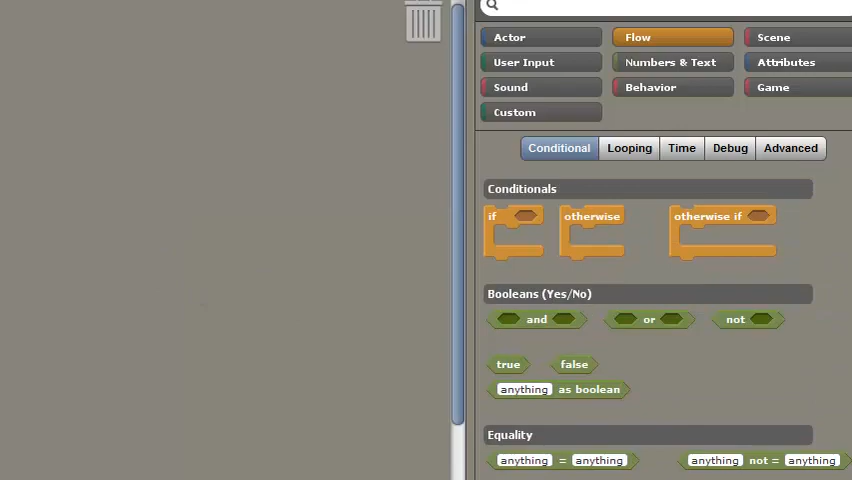 Actor Flow Scene
User Input Numbers & Text Attributes
Sound Behavior Game
Custom
Conditional Looping Time Debug Advanced
Conditionals
if otherwise otherwise if
Booleans (Yes/No)
and or not
true false
anything as boolean
Equality
anything = anything anything not = anything